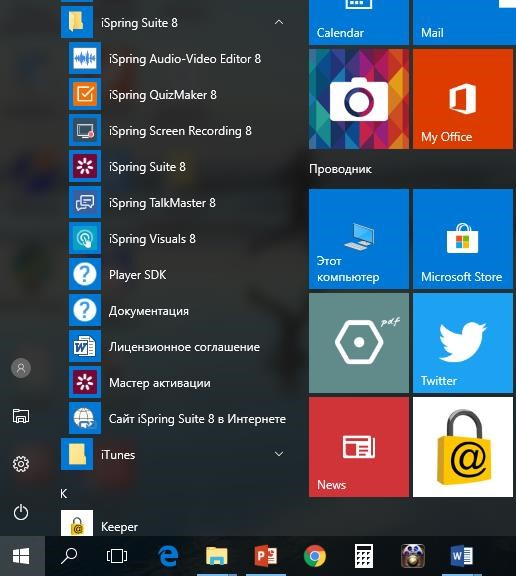 iSpring Suite 8
iSpring Audio-Video Editor 8
iSpring QuizMaker 8
iSpring Screen Recording 8
iSpring Suite 8
iSpring TalkMaster 8
iSpring Visuals 8
Player SDK
Документация
Лицензионное соглашение
Мастер активации
Сайт iSpring Suite 8 в Интернете
iTunes
K
Keeper
Calendar
Mail
My Office
Проводник
Этот
компьютер
Microsoft Store
pdf
Twitter
News
@